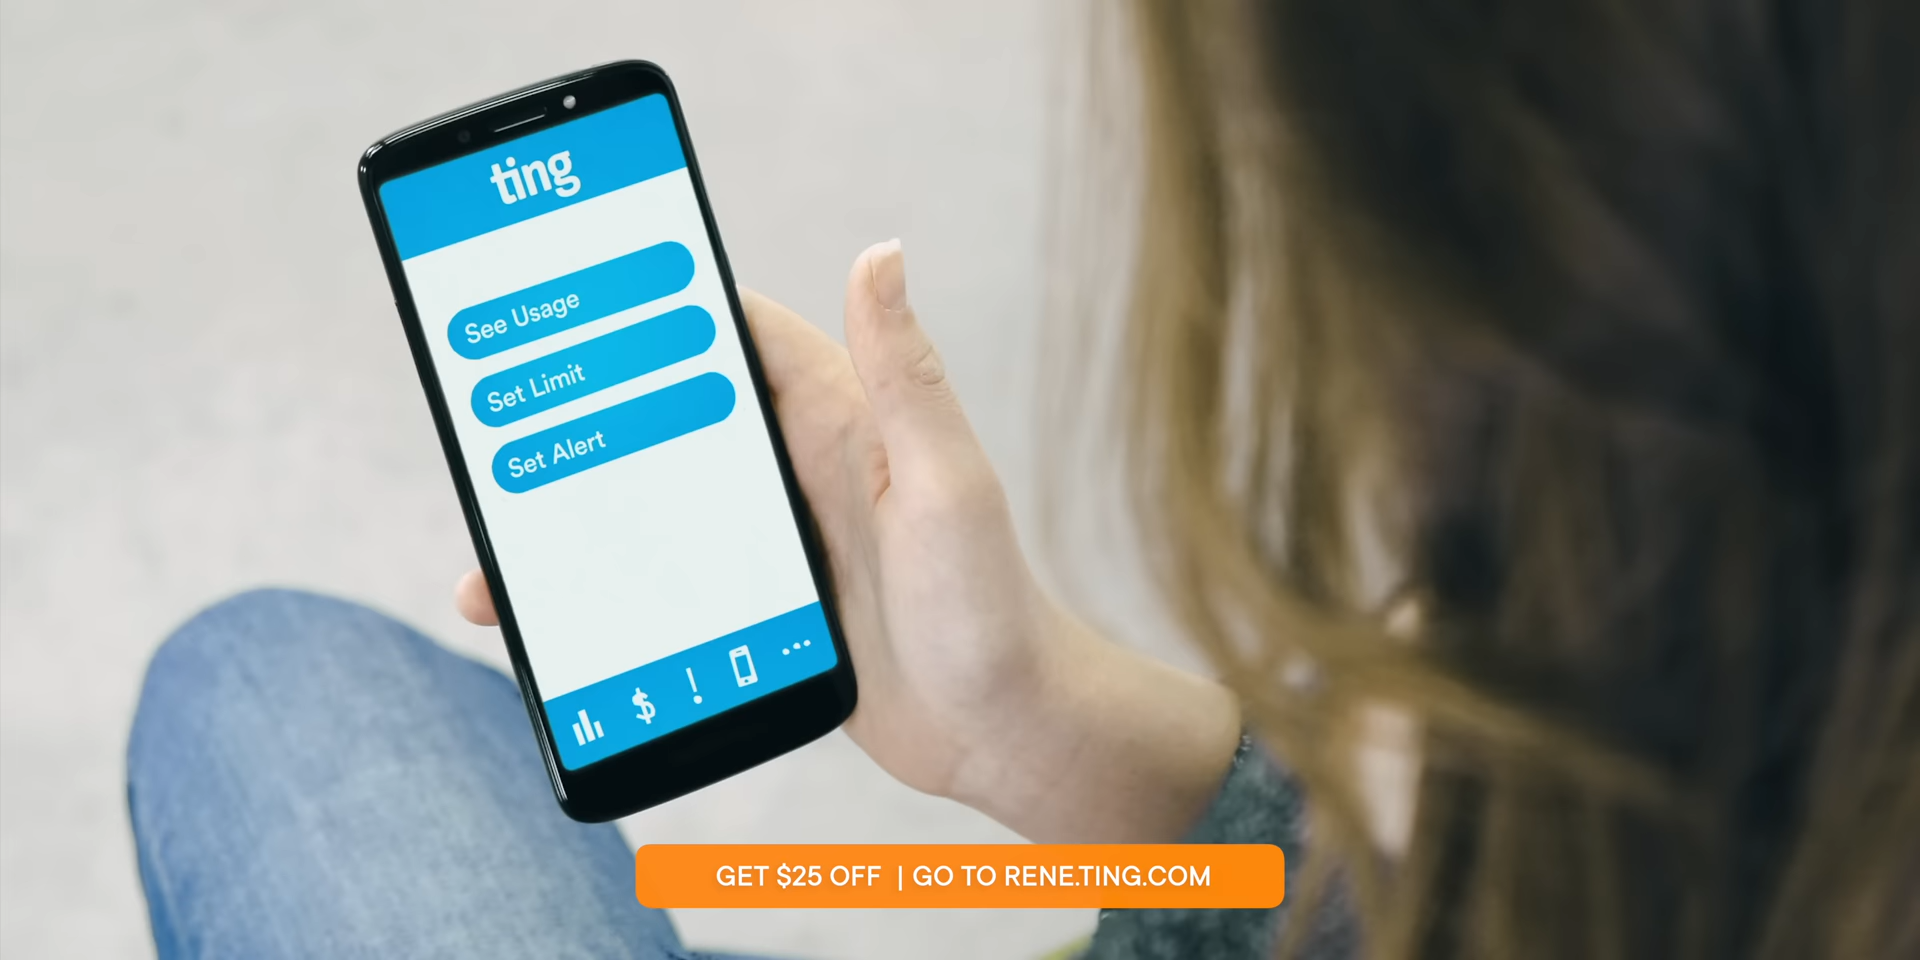 ting
See Usage
Set Limit
Set Alert
GET $25 OFF | GO TO RENE.TING.COM